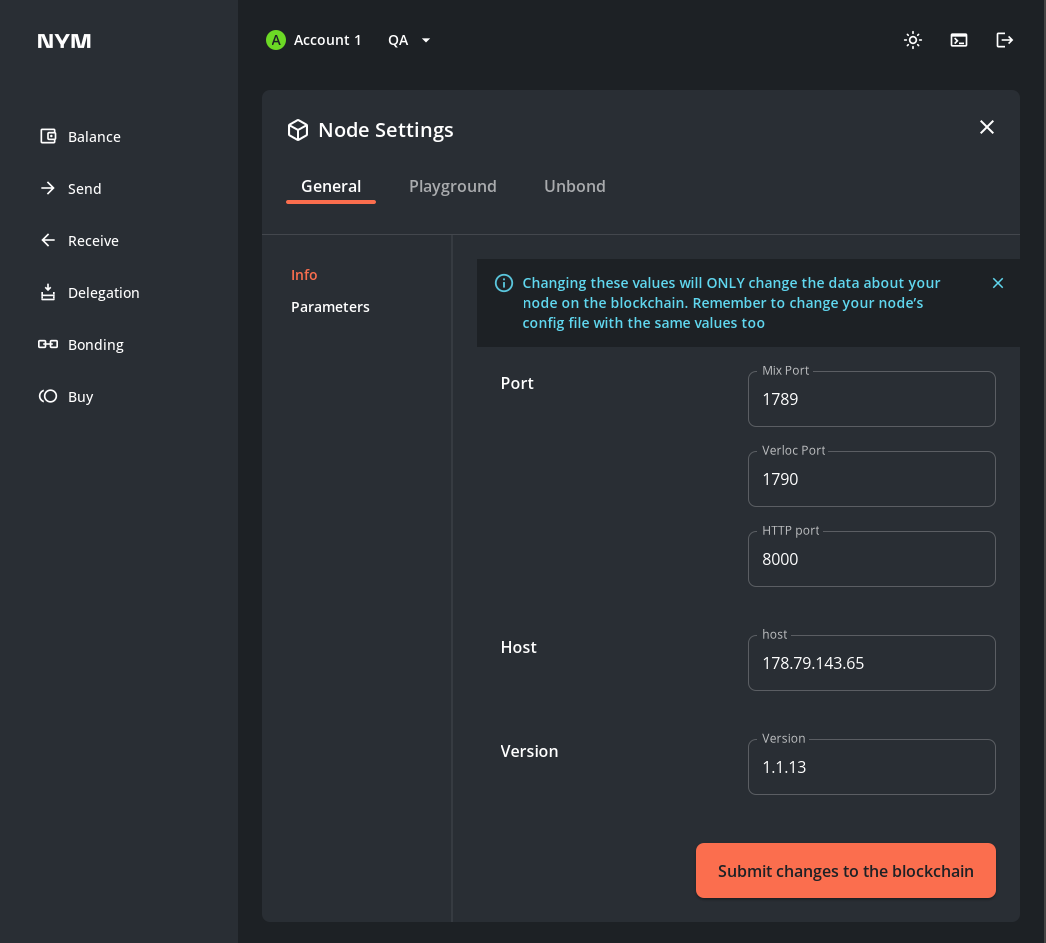 NYM
A Account 1 QA
Balance
Send
Receive
Delegation
Bonding
Buy
Node Settings
General Playground Unbond
Info
Parameters
Changing these values will ONLY change the data about your
node on the blockchain. Remember to change your node’s
config file with the same values too
Port
Mix Port
1789
Verloc Port
1790
HTTP port
8000
Host
host
178.79.143.65
Version
Version
1.1.13
Submit changes to the blockchain